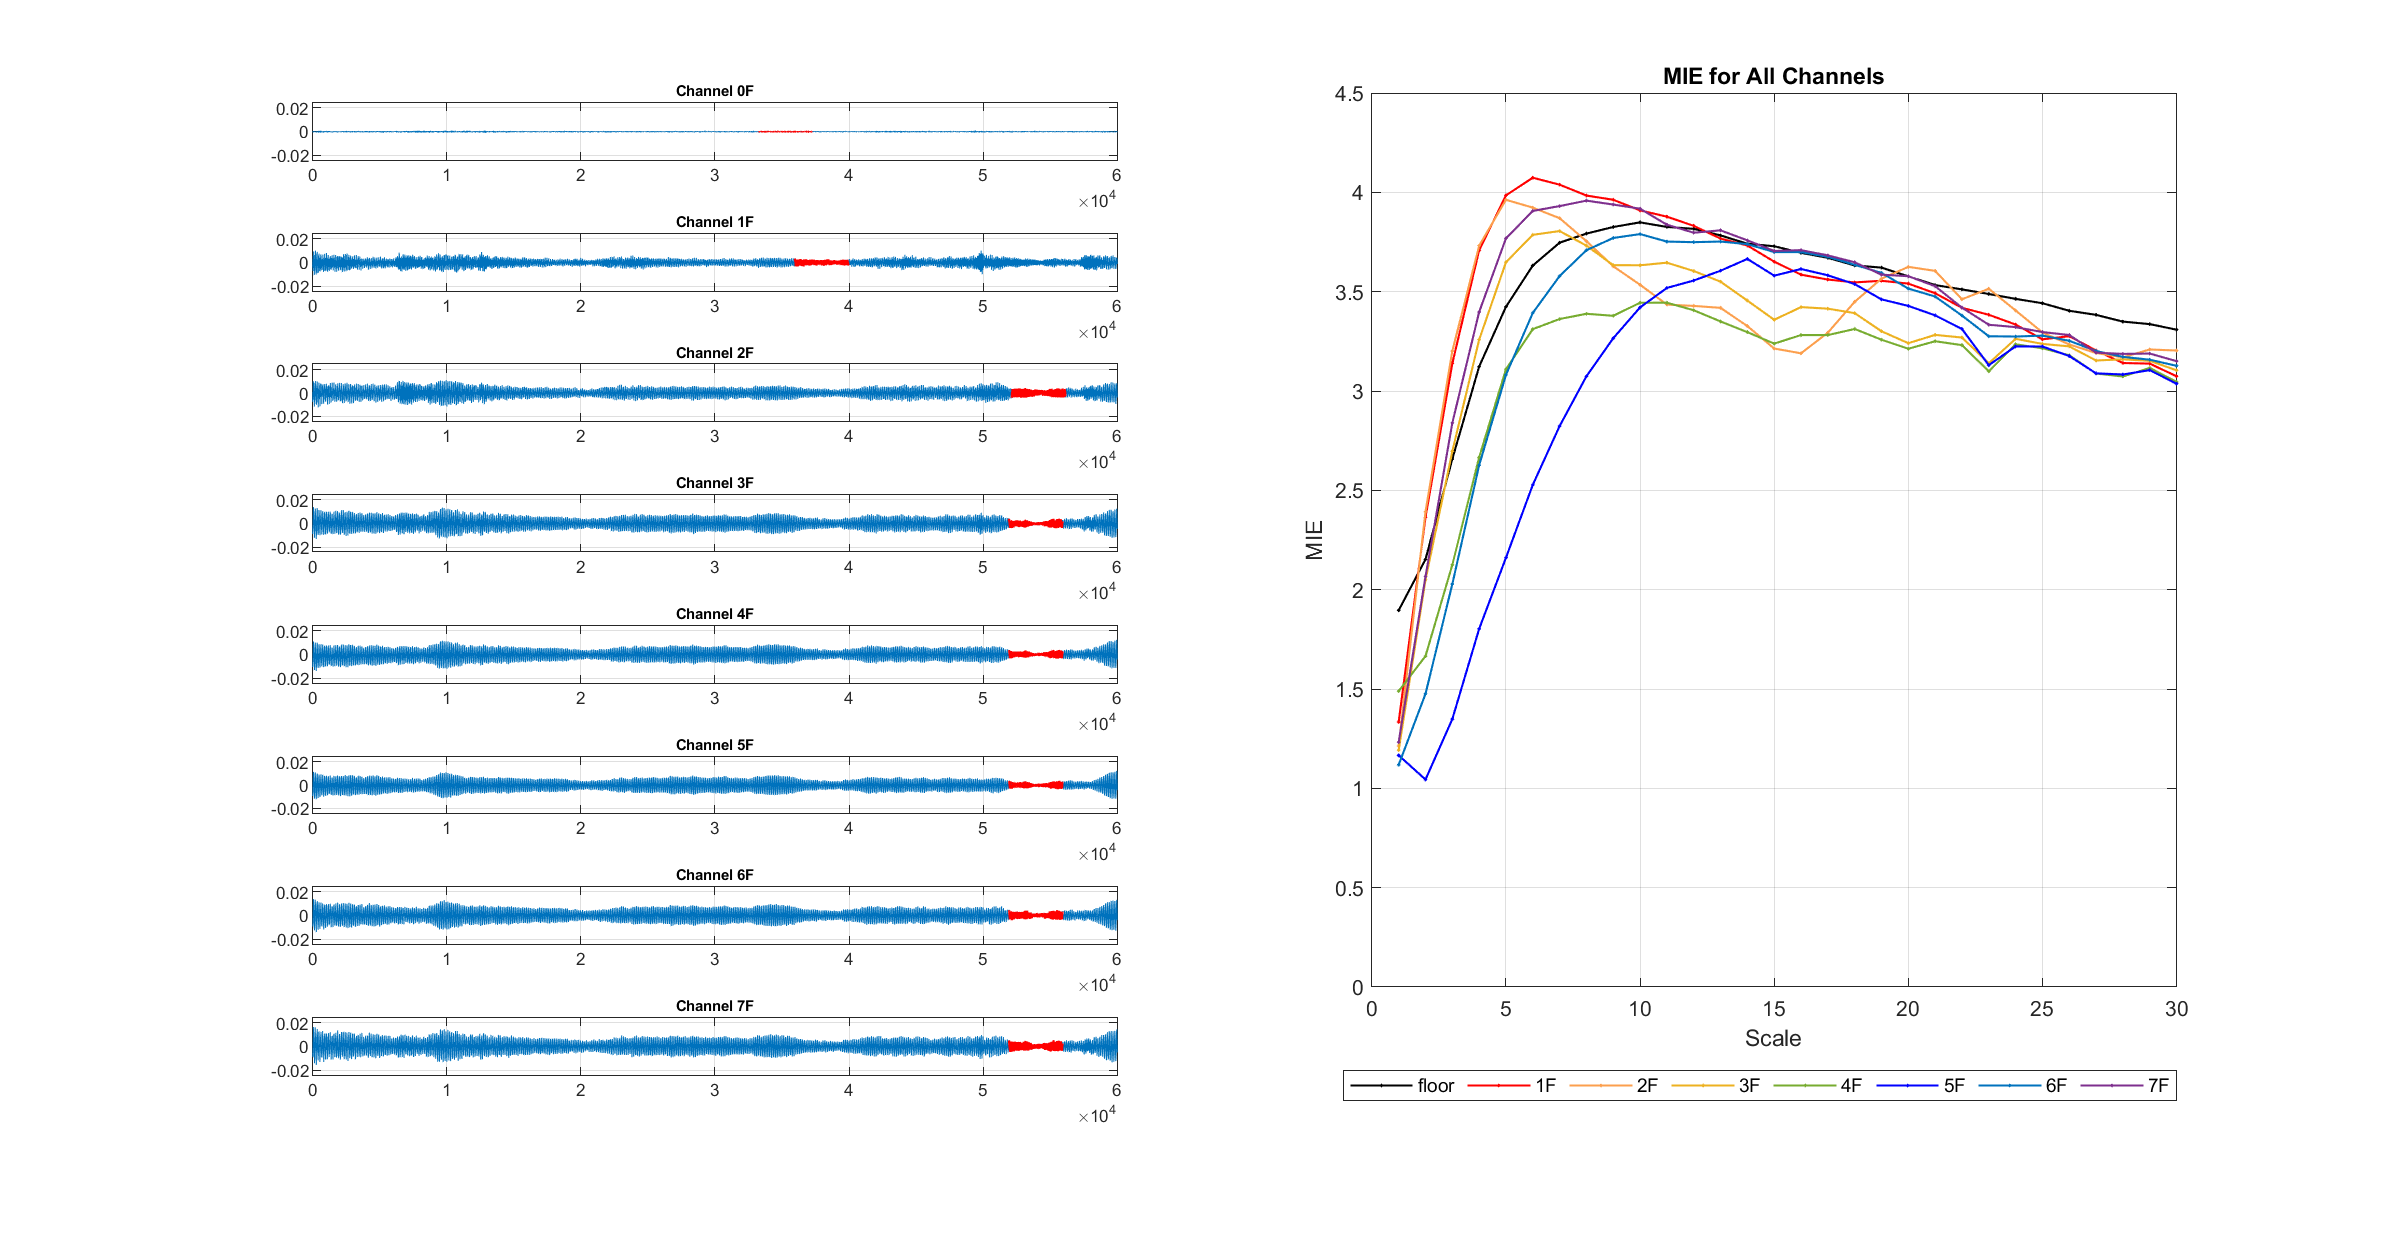 Channel 0F
0.02
0
-0.02
0 1 2 3 4 5 6
×10^4
Channel 1F
0.02
0
-0.02
0 1 2 3 4 5 6
×10^4
Channel 2F
0.02
0
-0.02
0 1 2 3 4 5 6
×10^4
Channel 3F
0.02
0
-0.02
0 1 2 3 4 5 6
×10^4
Channel 4F
0.02
0
-0.02
0 1 2 3 4 5 6
×10^4
Channel 5F
0.02
0
-0.02
0 1 2 3 4 5 6
×10^4
Channel 6F
0.02
0
-0.02
0 1 2 3 4 5 6
×10^4
Channel 7F
0.02
0
-0.02
0 1 2 3 4 5 6
×10^4
MIE for All Channels
4.5
4
3.5
3
2.5
2
1.5
1
0.5
0
MIE
0 5 10 15 20 25 30
Scale
floor 1F 2F 3F 4F 5F 6F 7F